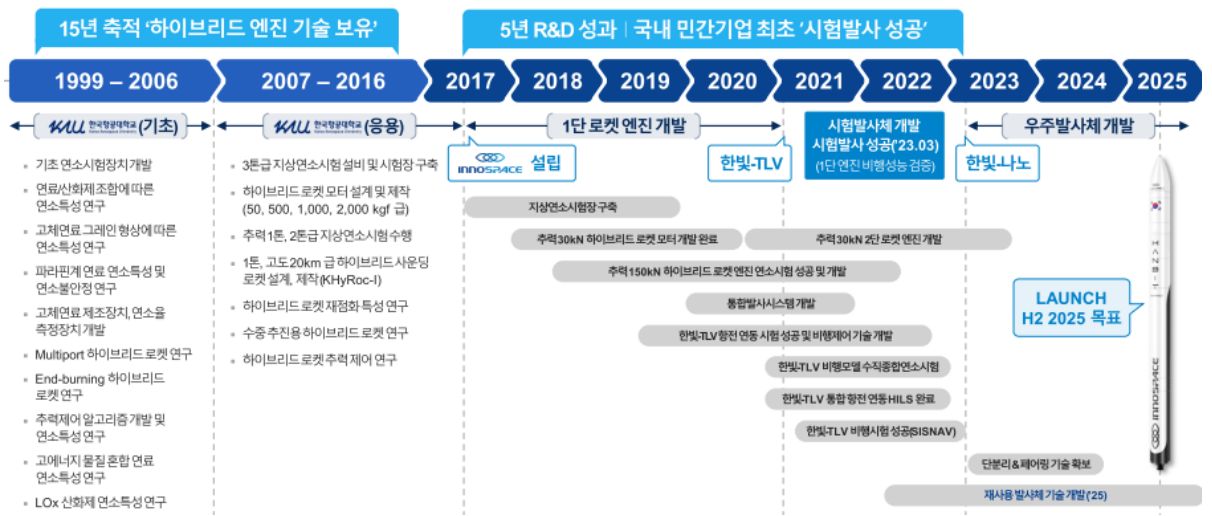 15년 축적 ‘하이브리드 엔진 기술 보유’
5년 R&D 성과 | 국내 민간기업 최초 ‘시험발사 성공’
1999 – 2006
2007 – 2016
2017
2018
2019
2020
2021
2022
2023
2024
2025
KAU 한국항공대학교 (기초)
KAU 한국항공대학교 (응용)
1단 로켓 엔진 개발
시험발사체 개발
시험발사 성공(‘23.03)
(1단 엔진 비행성능 검증)
우주발사체 개발
INNOSPACE 설립
한빛-TLV
한빛-나노
기초 연소시험장치 개발
연료/산화제 조합에 따른
연소특성 연구
고체연료 그레인 형상에 따른
연소특성 연구
파라핀계 연료 연소특성 및
연소불안정 연구
고체연료 제조장치, 연소율
측정장치 개발
Multiport 하이브리드 로켓 연구
End-burning 하이브리드
로켓 연구
추력제어 알고리즘 개발 및
연소특성 연구
고에너지 물질 혼합 연료
연소특성 연구
LOx 산화제 연소특성 연구
3톤급 지상연소시험 설비 및 시험장 구축
하이브리드 로켓 모터 설계 및 제작
(50, 500, 1,000, 2,000 kgf 급)
추력 1톤, 2톤급 지상연소시험 수행
1톤, 고도 20km 급 하이브리드 사운딩
로켓 설계, 제작(KHyRoc-I)
하이브리드 로켓 재점화 특성 연구
수중 추진용 하이브리드 로켓 연구
하이브리드 로켓 추력 제어 연구
지상연소시험장 구축
추력 30kN 하이브리드 로켓 모터 개발 완료
추력 30kN 2단 로켓 엔진 개발
추력 150kN 하이브리드 로켓 엔진 연소시험 성공 및 개발
통합발사시스템 개발
한빛-TLV 항전 연동 시험 성공 및 비행제어 기술 개발
한빛-TLV 비행모델 수직종합연소시험
한빛-TLV 통합 항전 연동 HILS 완료
한빛-TLV 비행시험 성공(SISNAV)
단분리 & 페어링 기술 확보
재사용 발사체 기술 개발(‘25)
LAUNCH
H2 2025 목표
HANBIT
INNOSPACE